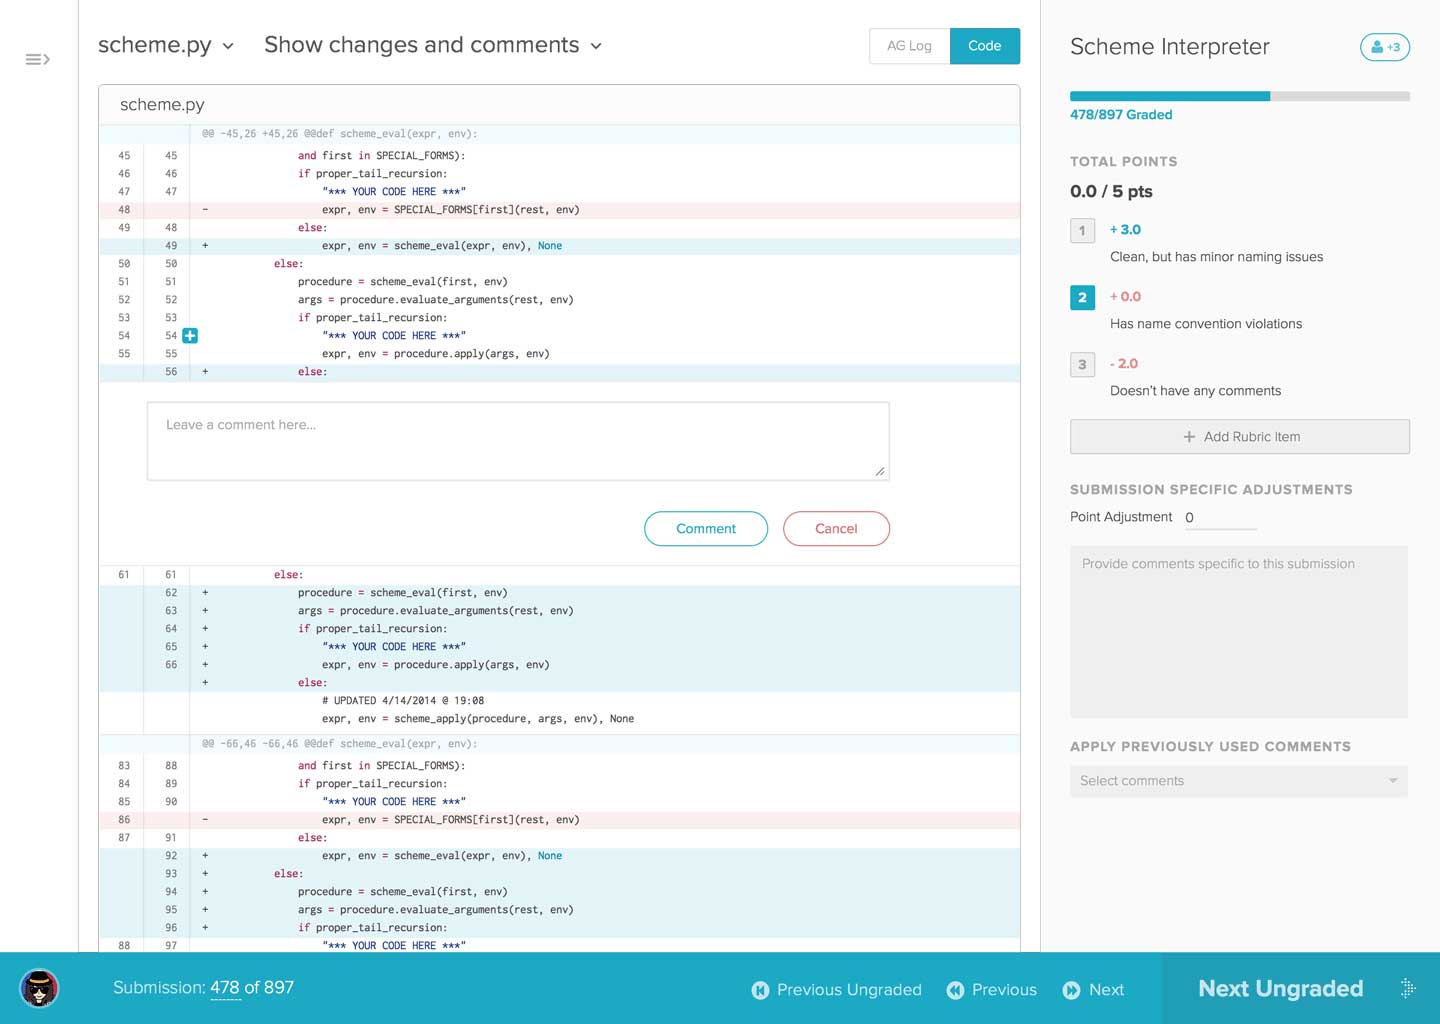 scheme.py Show changes and comments AG Log Code
scheme.py
@@ -45,26 +45,26 @@def scheme_eval(expr, env):
45 45 and first in SPECIAL_FORMS):
46 46 if proper_tail_recursion:
47 47 "*** YOUR CODE HERE ***"
48 - expr, env = SPECIAL_FORMS[first](rest, env)
49 48 else:
49 + expr, env = scheme_eval(expr, env), None
50 50 else:
51 51 procedure = scheme_eval(first, env)
52 52 args = procedure.evaluate_arguments(rest, env)
53 53 if proper_tail_recursion:
54 54 + "*** YOUR CODE HERE ***"
55 55 expr, env = procedure.apply(args, env)
56 + else:
Leave a comment here...
Comment Cancel
61 61 else:
62 + procedure = scheme_eval(first, env)
63 + args = procedure.evaluate_arguments(rest, env)
64 + if proper_tail_recursion:
65 + "*** YOUR CODE HERE ***"
66 + expr, env = procedure.apply(args, env)
+ else:
# UPDATED 4/14/2014 @ 19:08
expr, env = scheme_apply(procedure, args, env), None
@@ -66,46 -66,46 @@def scheme_eval(expr, env):
83 88 and first in SPECIAL_FORMS):
84 89 if proper_tail_recursion:
85 90 "*** YOUR CODE HERE ***"
86 - expr, env = SPECIAL_FORMS[first](rest, env)
87 91 else:
92 + expr, env = scheme_eval(expr, env), None
93 + else:
94 + procedure = scheme_eval(first, env)
95 + args = procedure.evaluate_arguments(rest, env)
96 + if proper_tail_recursion:
88 97 "*** YOUR CODE HERE ***"
Scheme Interpreter +3
478/897 Graded
TOTAL POINTS
0.0 / 5 pts
1 + 3.0
Clean, but has minor naming issues
2 + 0.0
Has name convention violations
3 - 2.0
Doesn't have any comments
+ Add Rubric Item
SUBMISSION SPECIFIC ADJUSTMENTS
Point Adjustment 0
Provide comments specific to this submission
APPLY PREVIOUSLY USED COMMENTS
Select comments
Submission: 478 of 897 Previous Ungraded Previous Next Next Ungraded